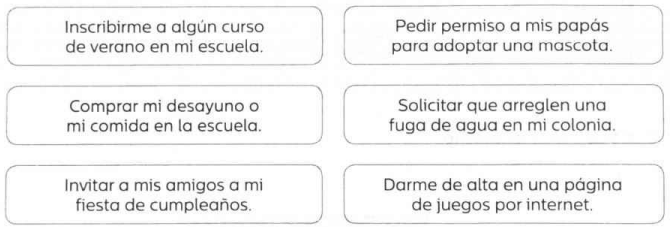 Inscribirme a algún curso
de verano en mi escuela.
Pedir permiso a mis papás
para adoptar una mascota.
Comprar mi desayuno o
mi comida en la escuela.
Solicitar que arreglen una
fuga de agua en mi colonia.
Invitar a mis amigos a mi
fiesta de cumpleaños.
Darme de alta en una página
de juegos por internet.